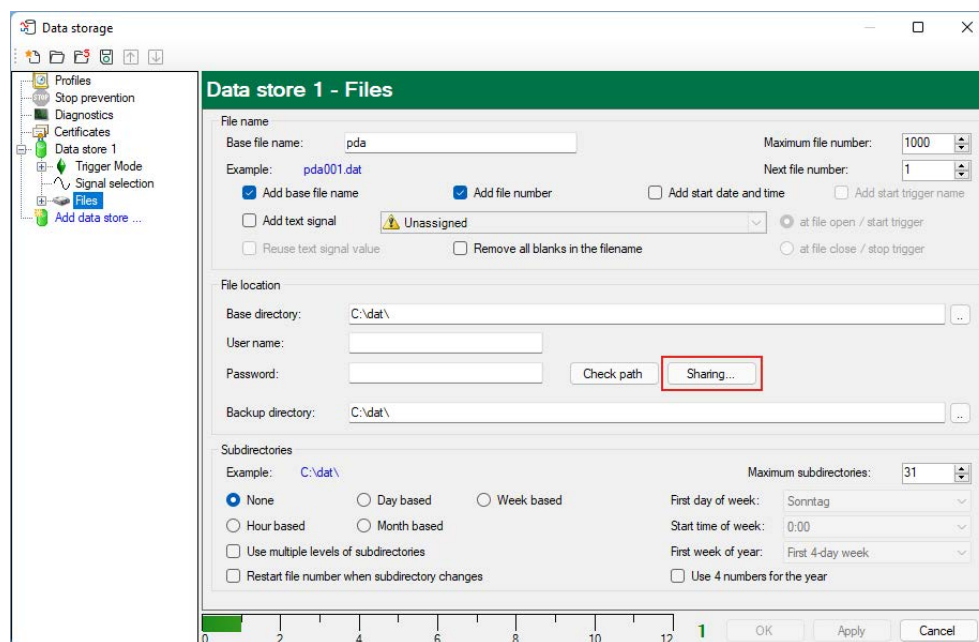 Data storage
Profiles
Stop prevention
Diagnostics
Certificates
Data store 1
Trigger Mode
Signal selection
Files
Add data store ...
Data store 1 - Files
File name
Base file name: pda Maximum file number: 1000
Example: pda001.dat Next file number: 1
Add base file name Add file number Add start date and time Add start trigger name
Add text signal Unassigned at file open / start trigger
Reuse text signal value Remove all blanks in the filename at file close / stop trigger
File location
Base directory: C:\dat\ ..
User name:
Password: Check path Sharing...
Backup directory: C:\dat\ ..
Subdirectories
Example: C:\dat\ Maximum subdirectories: 31
None Day based Week based First day of week: Sonntag
Hour based Month based Start time of week: 0:00
Use multiple levels of subdirectories First week of year: First 4-day week
Restart file number when subdirectory changes Use 4 numbers for the year
0 2 4 6 8 10 12 1 OK Apply Cancel